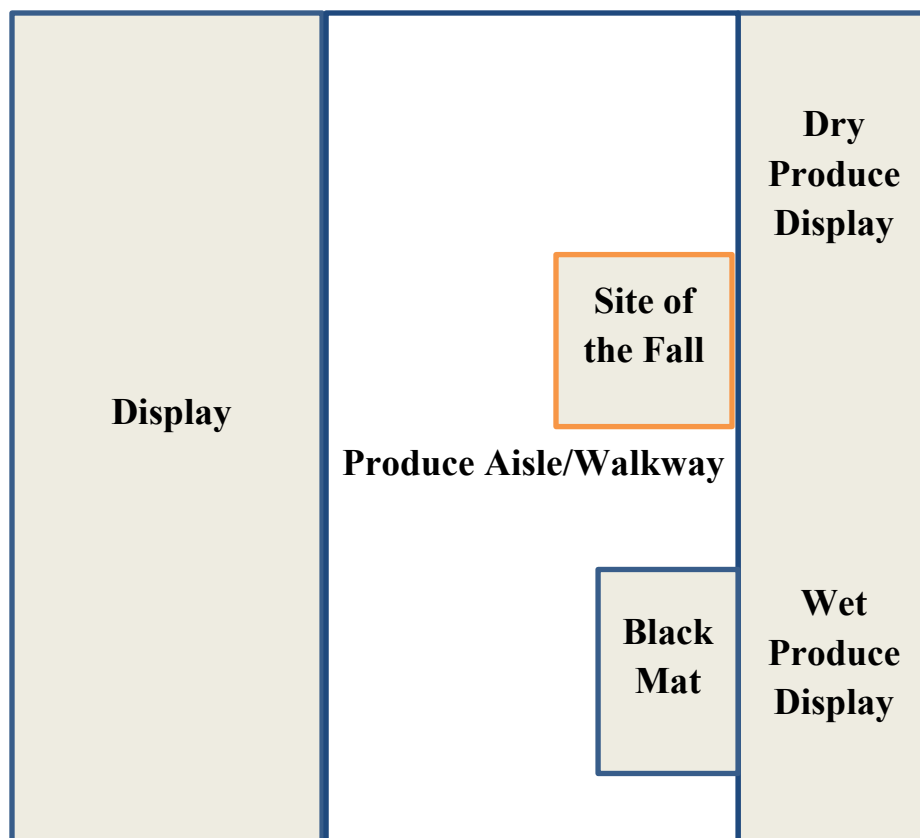 Dry
Produce
Display
Site of
the Fall
Display
Produce Aisle/Walkway
Black
Mat
Wet
Produce
Display